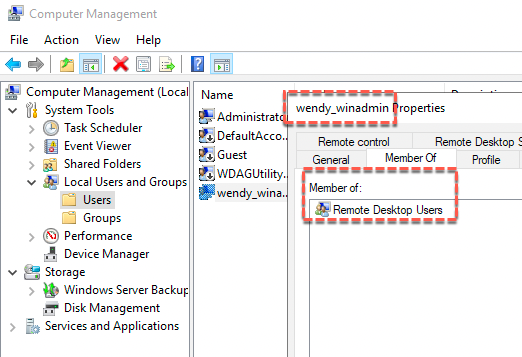 Computer Management
File Action View Help
Computer Management (Local
System Tools
Task Scheduler
Event Viewer
Shared Folders
Local Users and Groups
Users
Groups
Performance
Device Manager
Storage
Windows Server Backup
Disk Management
Services and Applications
Name
Administrator
DefaultAcco...
Guest
WDAGUtility...
wendy_wina...
wendy_winadmin Properties
Remote control Remote Desktop S
General Member Of Profile
Member of:
Remote Desktop Users